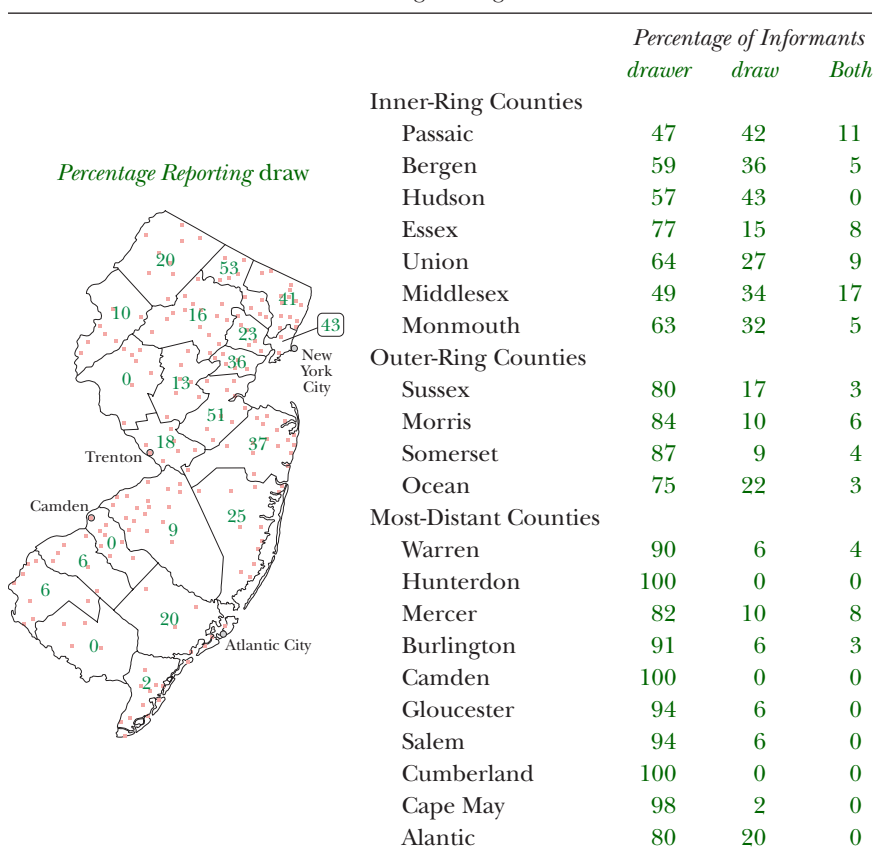 Percentage of Informants
drawer draw Both
Inner-Ring Counties
Passaic 47 42 11
Bergen 59 36 5
Hudson 57 43 0
Essex 77 15 8
Union 64 27 9
Middlesex 49 34 17
Monmouth 63 32 5
Outer-Ring Counties
Sussex 80 17 3
Morris 84 10 6
Somerset 87 9 4
Ocean 75 22 3
Most-Distant Counties
Warren 90 6 4
Hunterdon 100 0 0
Mercer 82 10 8
Burlington 91 6 3
Camden 100 0 0
Gloucester 94 6 0
Salem 94 6 0
Cumberland 100 0 0
Cape May 98 2 0
Alantic 80 20 0
Percentage Reporting draw
20
53
41
10
16
43
23
New
York
City
36
0
13
51
18
37
Trenton
Camden
25
9
0
6
6
20
0
Atlantic City
2